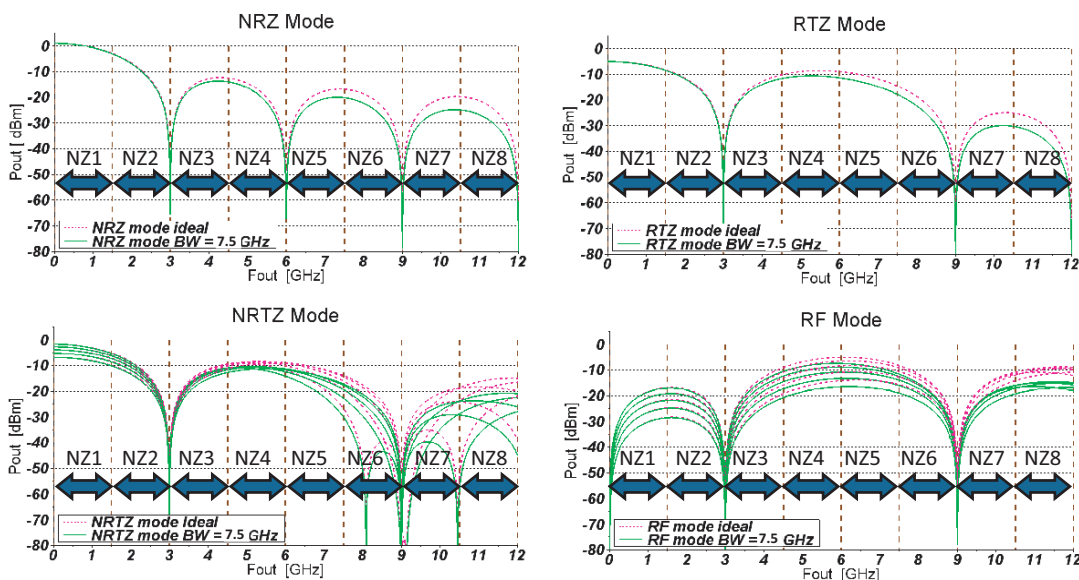 NRZ Mode
Pout [dBm]
0
-10
-20
-30
-40
-50
-60
-70
-80
NZ1 NZ2 NZ3 NZ4 NZ5 NZ6 NZ7 NZ8
NRZ mode ideal
NRZ mode BW = 7.5 GHz
0 1 2 3 4 5 6 7 8 9 10 11 12
Fout [GHz]
RTZ Mode
Pout [dBm]
0
-10
-20
-30
-40
-50
-60
-70
-80
NZ1 NZ2 NZ3 NZ4 NZ5 NZ6 NZ7 NZ8
RTZ mode ideal
RTZ mode BW = 7.5 GHz
0 1 2 3 4 5 6 7 8 9 10 11 12
Fout [GHz]
NRTZ Mode
Pout [dBm]
0
-10
-20
-30
-40
-50
-60
-70
-80
NZ1 NZ2 NZ3 NZ4 NZ5 NZ6 NZ7 NZ8
NRTZ mode Ideal
NRTZ mode BW = 7.5 GHz
0 1 2 3 4 5 6 7 8 9 10 11 12
Fout [GHz]
RF Mode
Pout [dBm]
0
-10
-20
-30
-40
-50
-60
-70
-80
NZ1 NZ2 NZ3 NZ4 NZ5 NZ6 NZ7 NZ8
RF mode ideal
RF mode BW = 7.5 GHz
0 1 2 3 4 5 6 7 8 9 10 11 12
Fout [GHz]